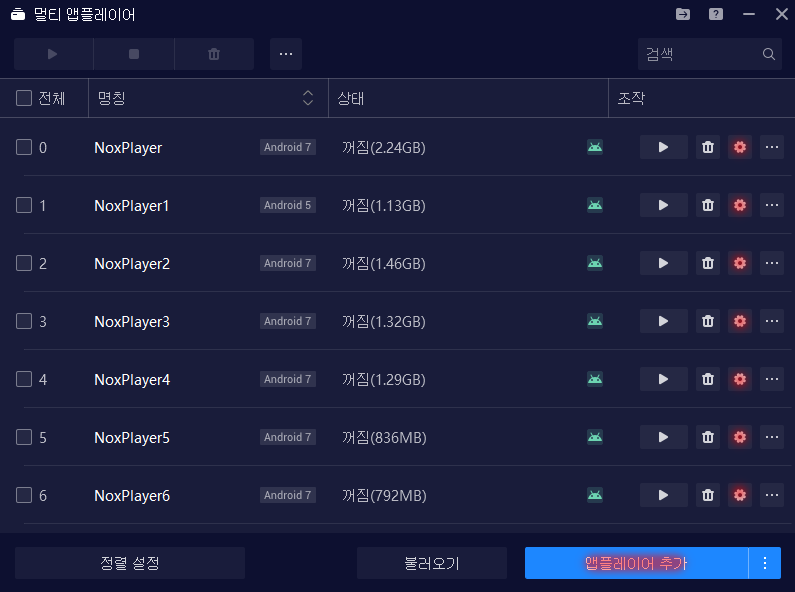 멀티 앱플레이어
검색
전체 명칭 상태 조작
0 NoxPlayer Android 7 꺼짐(2.24GB)
1 NoxPlayer1 Android 5 꺼짐(1.13GB)
2 NoxPlayer2 Android 7 꺼짐(1.46GB)
3 NoxPlayer3 Android 7 꺼짐(1.32GB)
4 NoxPlayer4 Android 7 꺼짐(1.29GB)
5 NoxPlayer5 Android 7 꺼짐(836MB)
6 NoxPlayer6 Android 7 꺼짐(792MB)
정렬 설정 불러오기 앱플레이어 추가